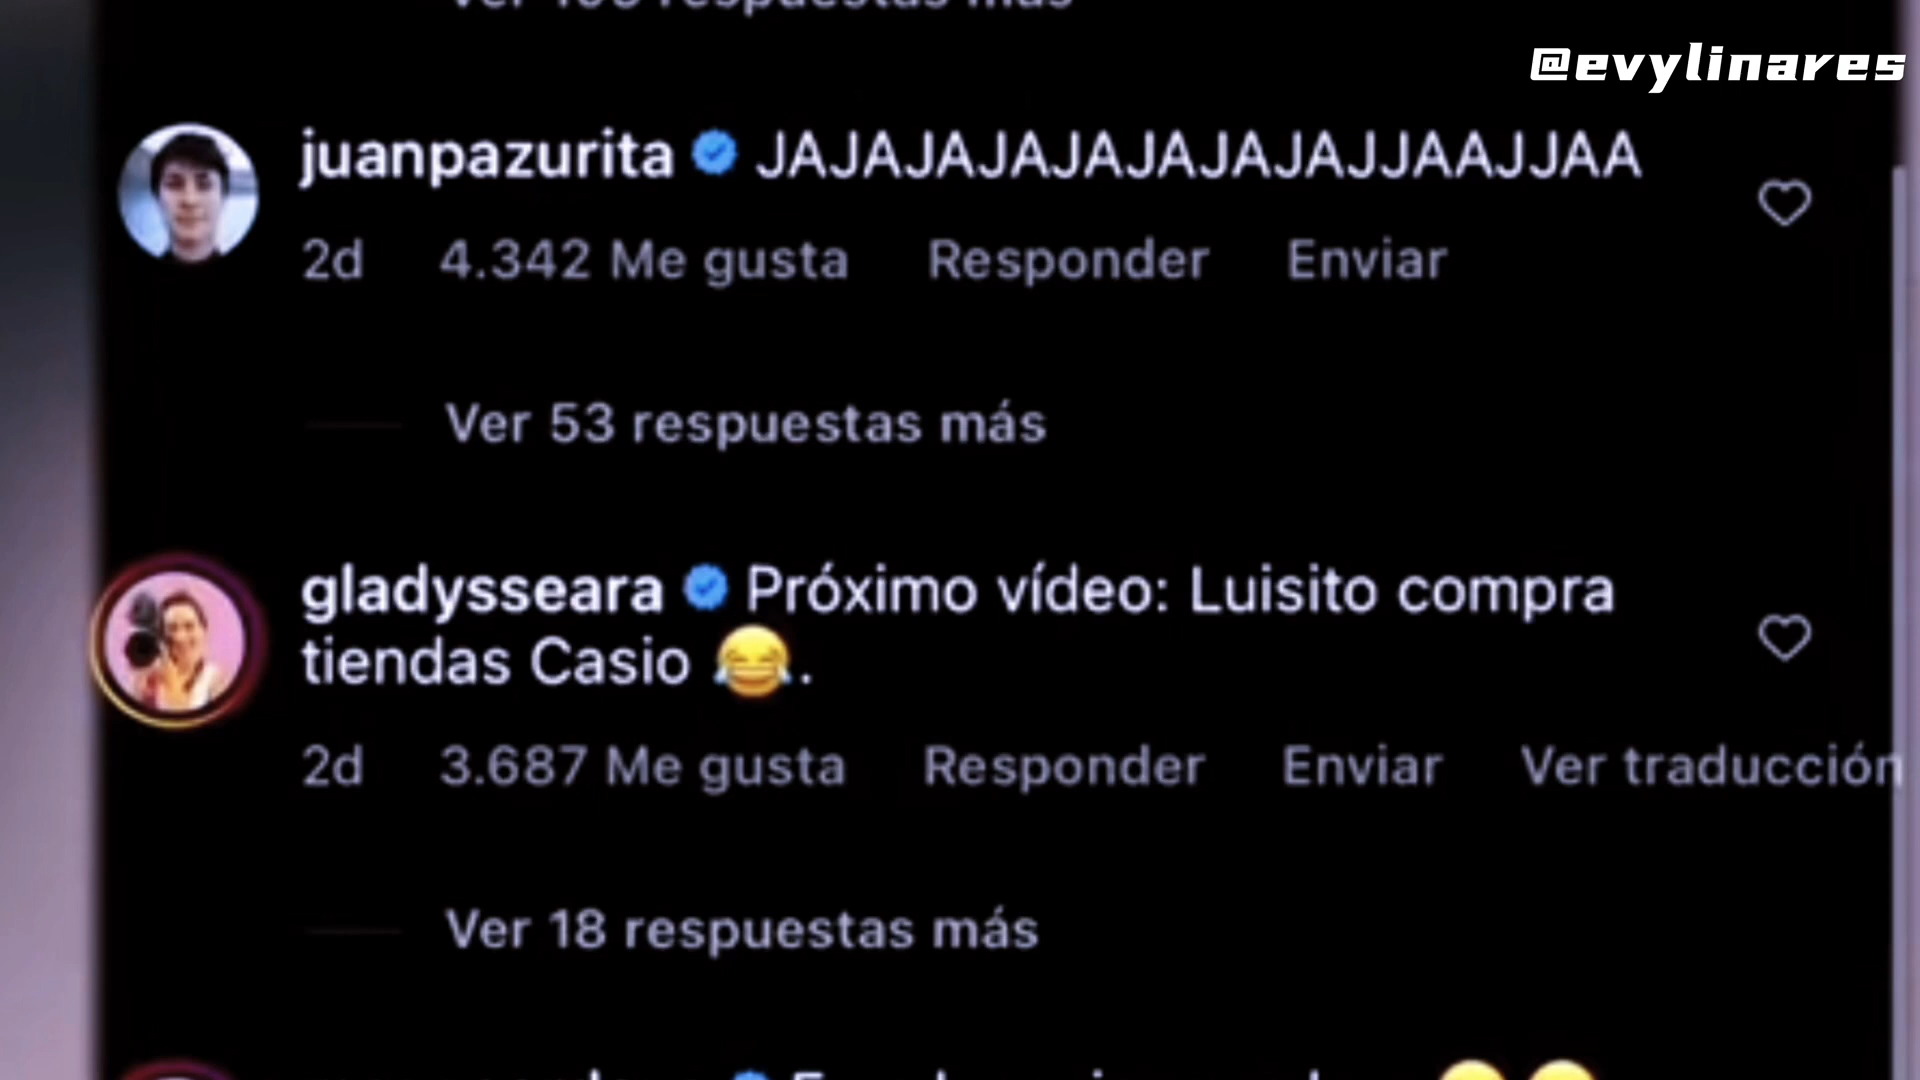 @evylinares
juanpazurita JAJAJAJAJAJAJAJAJJAAJJAA
2d 4.342 Me gusta Responder Enviar
Ver 53 respuestas más
gladysseara Próximo vídeo: Luisito compra
tiendas Casio 😂.
2d 3.687 Me gusta Responder Enviar Ver traducción
Ver 18 respuestas más